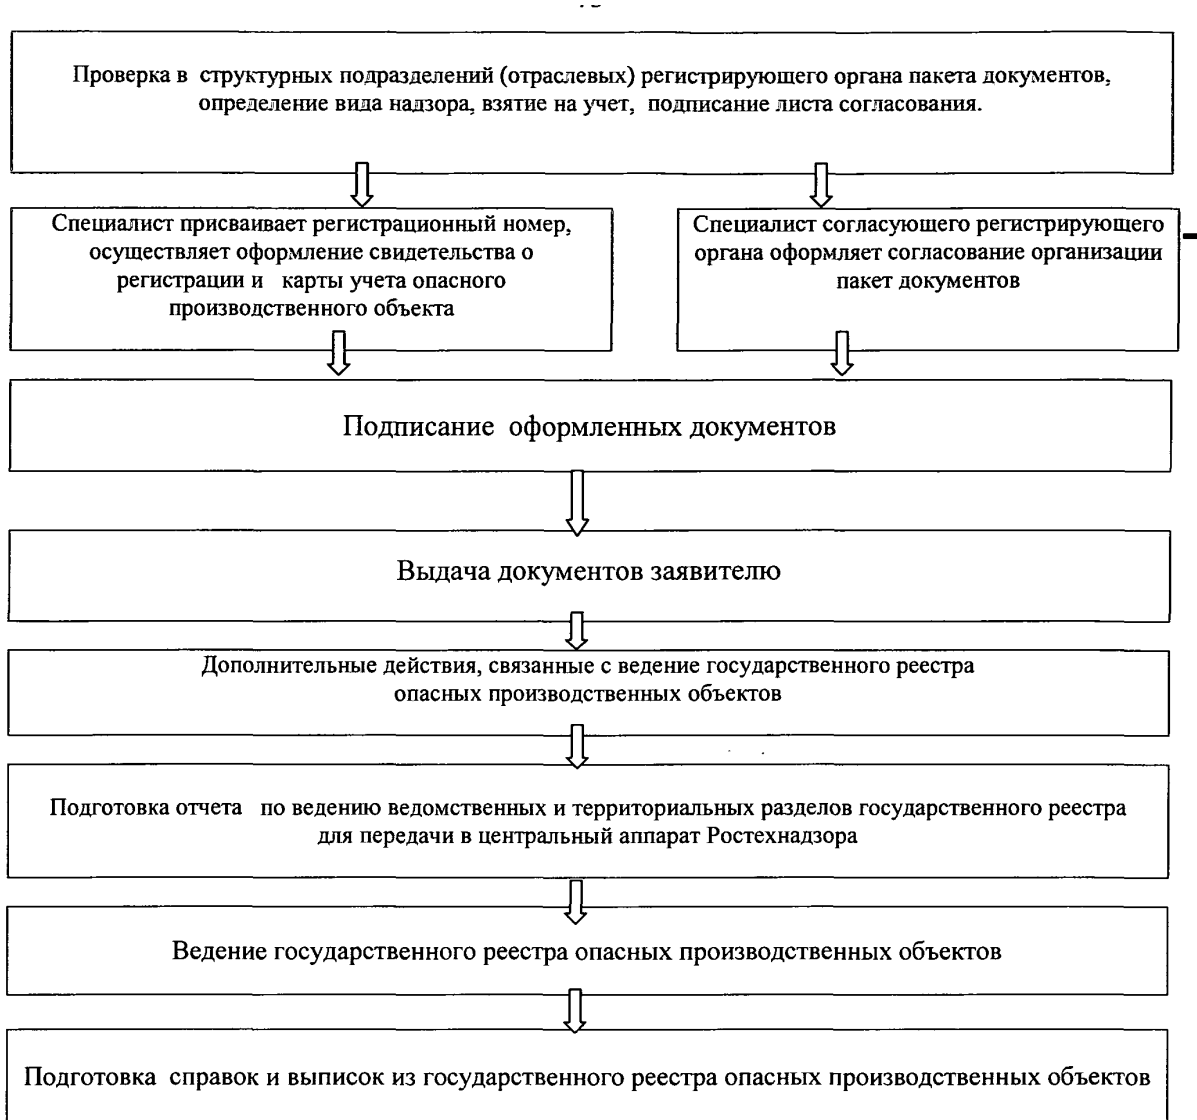 Проверка в структурных подразделений (отраслевых) регистрирующего органа пакета документов,
определение вида надзора, взятие на учет, подписание листа согласования.
Специалист присваивает регистрационный номер,
осуществляет оформление свидетельства о
регистрации и карты учета опасного
производственного объекта
Специалист согласующего регистрирующего
органа оформляет согласование организации
пакет документов
Подписание оформленных документов
Выдача документов заявителю
Дополнительные действия, связанные с ведение государственного реестра
опасных производственных объектов
Подготовка отчета по ведению ведомственных и территориальных разделов государственного реестра
для передачи в центральный аппарат Ростехнадзора
Ведение государственного реестра опасных производственных объектов
Подготовка справок и выписок из государственного реестра опасных производственных объектов